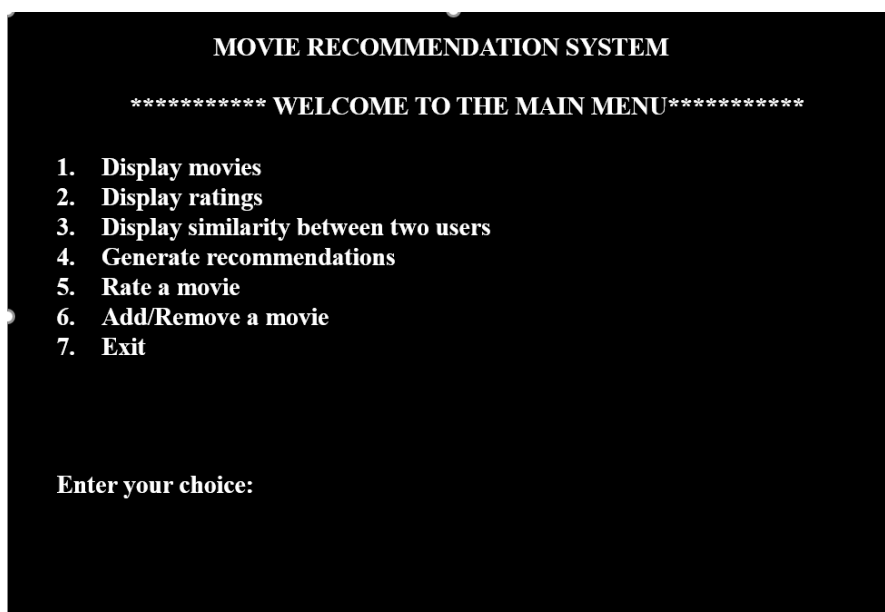 MOVIE RECOMMENDATION SYSTEM
*********** WELCOME TO THE MAIN MENU***********
1. Display movies
2. Display ratings
3. Display similarity between two users
4. Generate recommendations
5. Rate a movie
6. Add/Remove a movie
7. Exit
Enter your choice: